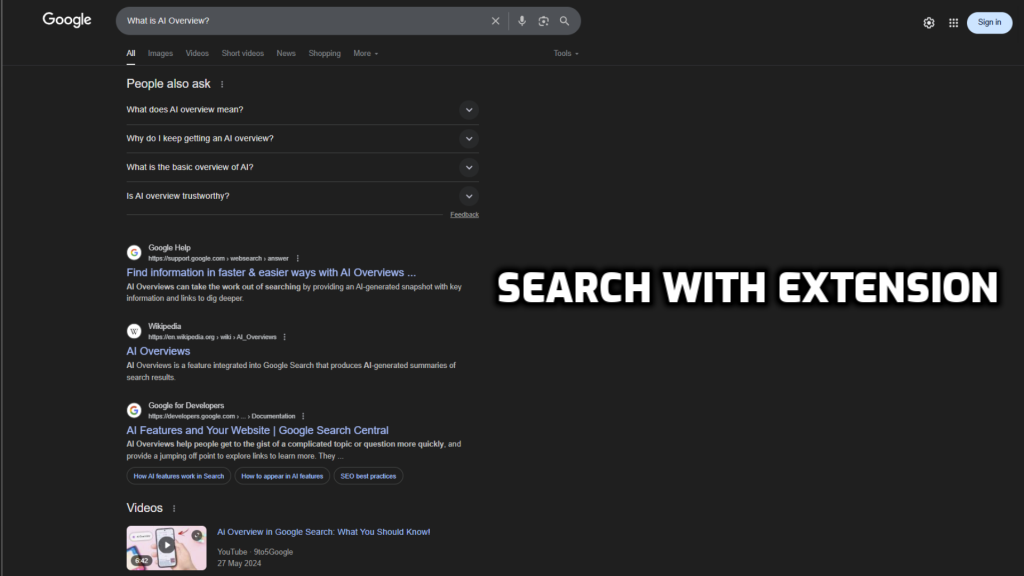 Google
What is AI Overview?
Sign in
All Images Videos Short videos News Shopping More Tools
People also ask
What does AI overview mean?
Why do I keep getting an AI overview?
What is the basic overview of AI?
Is AI overview trustworthy?
Feedback
Google Help
https://support.google.com › websearch › answer
Find information in faster & easier ways with AI Overviews ...
AI Overviews can take the work out of searching by providing an AI-generated snapshot with key
information and links to dig deeper.
SEARCH WITH EXTENSION
W
Wikipedia
https://en.wikipedia.org › wiki › AI_Overviews
AI Overviews
AI Overviews is a feature integrated into Google Search that produces AI-generated summaries of
search results.
Google for Developers
https://developers.google.com › ... › Documentation
AI Features and Your Website | Google Search Central
AI Overviews help people get to the gist of a complicated topic or question more quickly, and
provide a jumping off point to explore links to learn more. They ...
How AI features work in Search How to appear in AI features SEO best practices
Videos
6:42
Ai Overview in Google Search: What You Should Know!
YouTube · 9to5Google
27 May 2024